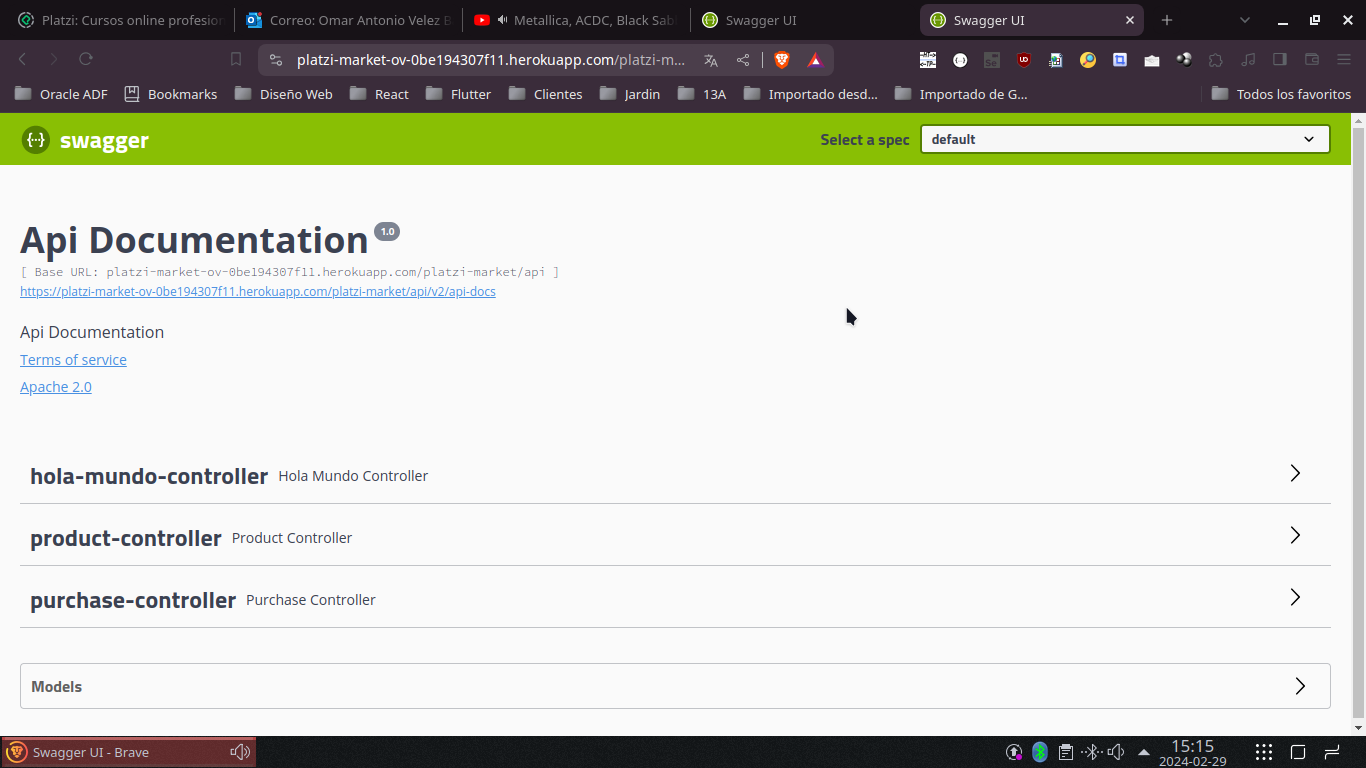 Platzi: Cursos online profesion
Correo: Omar Antonio Velez B
Metallica, ACDC, Black Sab
Swagger UI
Swagger UI
platzi-market-ov-0be194307f11.herokuapp.com/platzi-m...
Oracle ADF
Bookmarks
Diseño Web
React
Flutter
Clientes
Jardin
13A
Importado desd...
Importado de G...
Todos los favoritos
{...} swagger
Select a spec
default
Api Documentation 1.0
[ Base URL: platzi-market-ov-0be194307f11.herokuapp.com/platzi-market/api ]
https://platzi-market-ov-0be194307f11.herokuapp.com/platzi-market/api/v2/api-docs
Api Documentation
Terms of service
Apache 2.0
hola-mundo-controller Hola Mundo Controller
product-controller Product Controller
purchase-controller Purchase Controller
Models
Swagger UI - Brave
15:15
2024-02-29